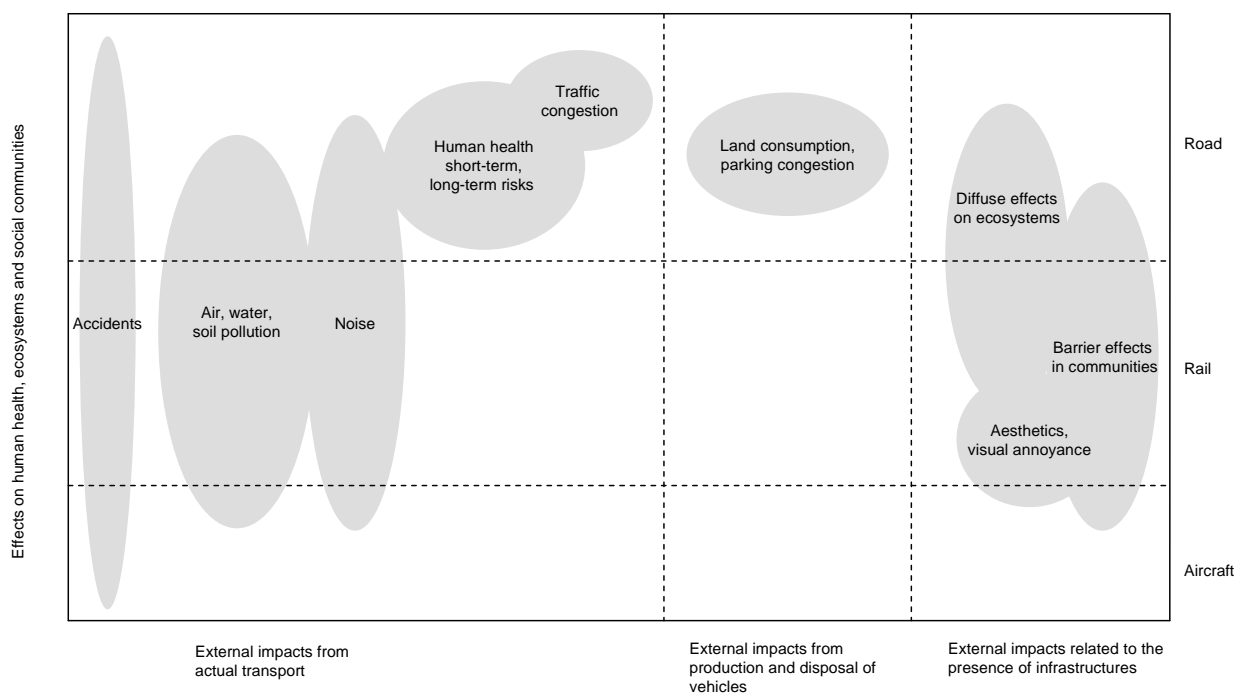 Effects on human health, ecosystems and social communities
Traffic
congestion
Human health
short-term,
long-term risks
Land consumption,
parking congestion
Road
Diffuse effects
on ecosystems
Accidents
Air, water,
soil pollution
Noise
Barrier effects
in communities
Rail
Aesthetics,
visual annoyance
Aircraft
External impacts from
actual transport
External impacts from
production and disposal of
vehicles
External impacts related to the
presence of infrastructures